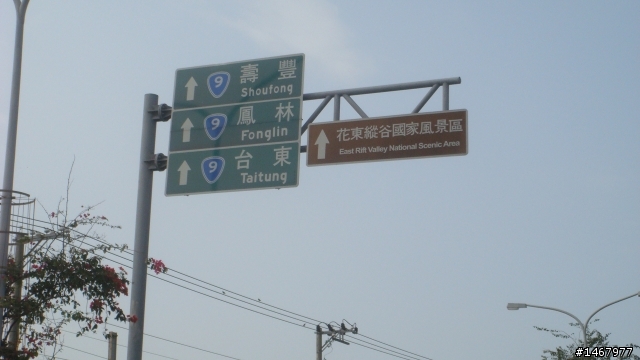 9 壽豐
Shoufong
9 鳳林
Fonglin
9 台東
Taitung
花東縱谷國家風景區
East Rift Valley National Scenic Area
#1467977